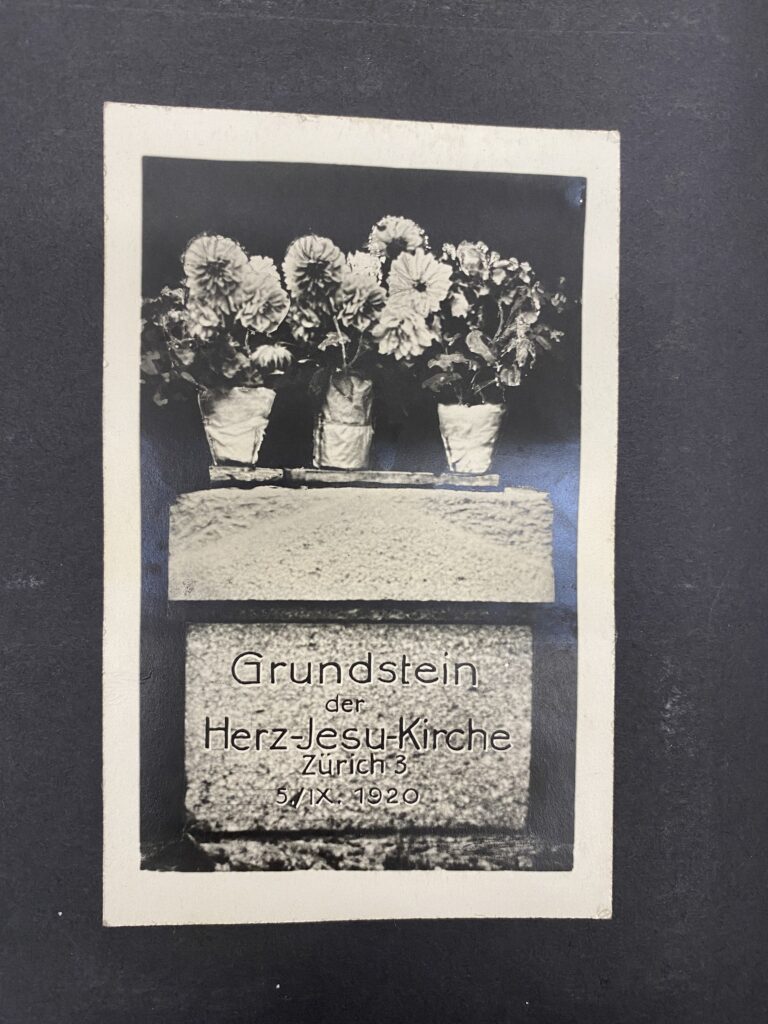 Grundstein
der
Herz-Jesu-Kirche
Zürich 3
5./IX. 1920